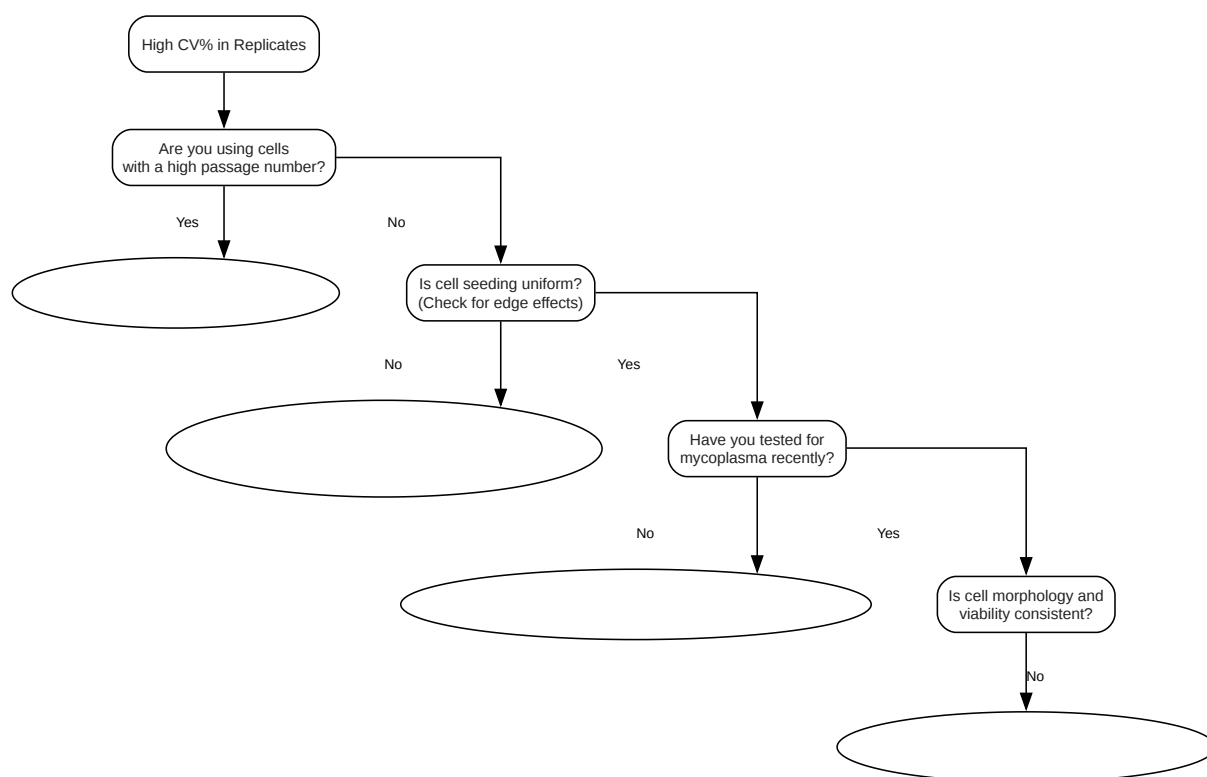 High CV% in Replicates
Are you using cells
with a high passage number?
Yes
No
Is cell seeding uniform?
(Check for edge effects)
No
Yes
Have you tested for
mycoplasma recently?
No
Yes
Is cell morphology and
viability consistent?
No